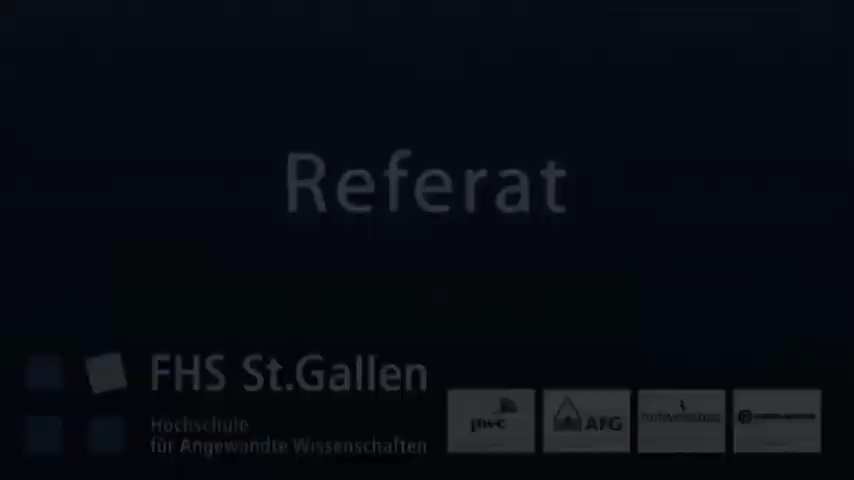 Referat
FHS St.Gallen
Hochschule
für Angewandte Wissenschaften
pwc
AFG